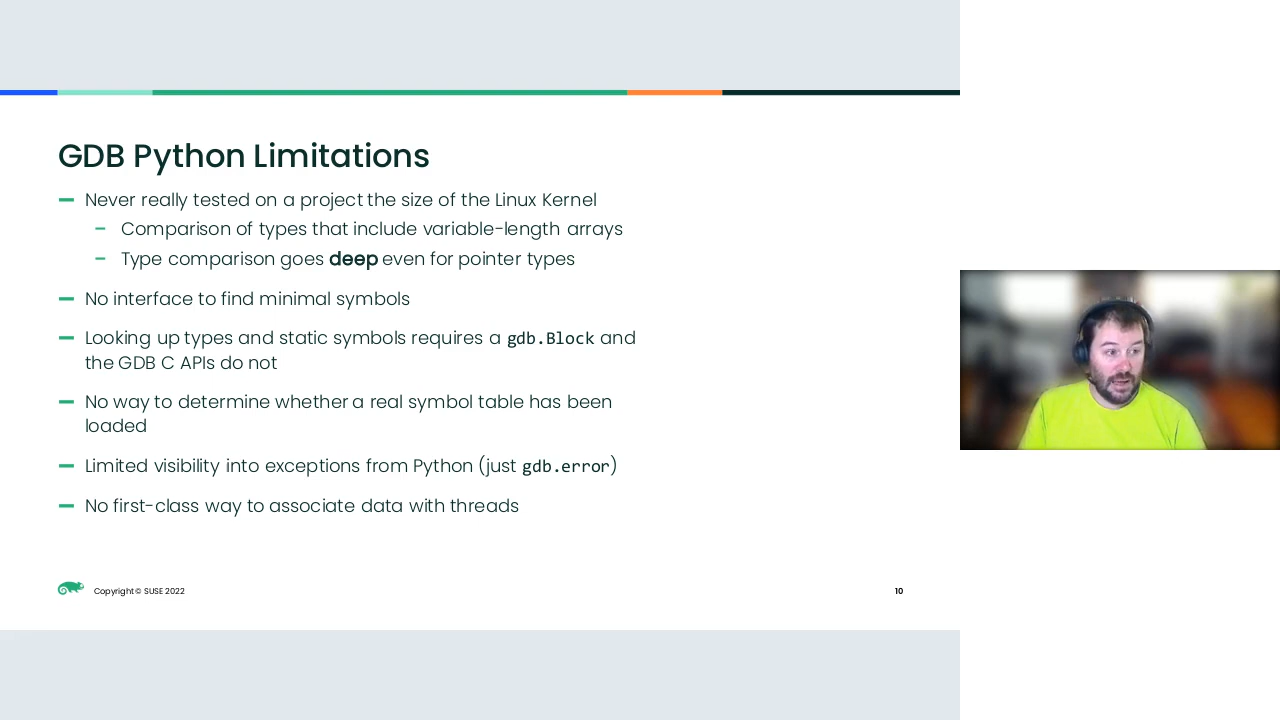 GDB Python Limitations
Never really tested on a project the size of the Linux Kernel
Comparison of types that include variable-length arrays
Type comparison goes deep even for pointer types
No interface to find minimal symbols
Looking up types and static symbols requires a gdb.Block and
the GDB C APIs do not
No way to determine whether a real symbol table has been
loaded
Limited visibility into exceptions from Python (just gdb.error)
No first-class way to associate data with threads
Copyright © SUSE 2022
10